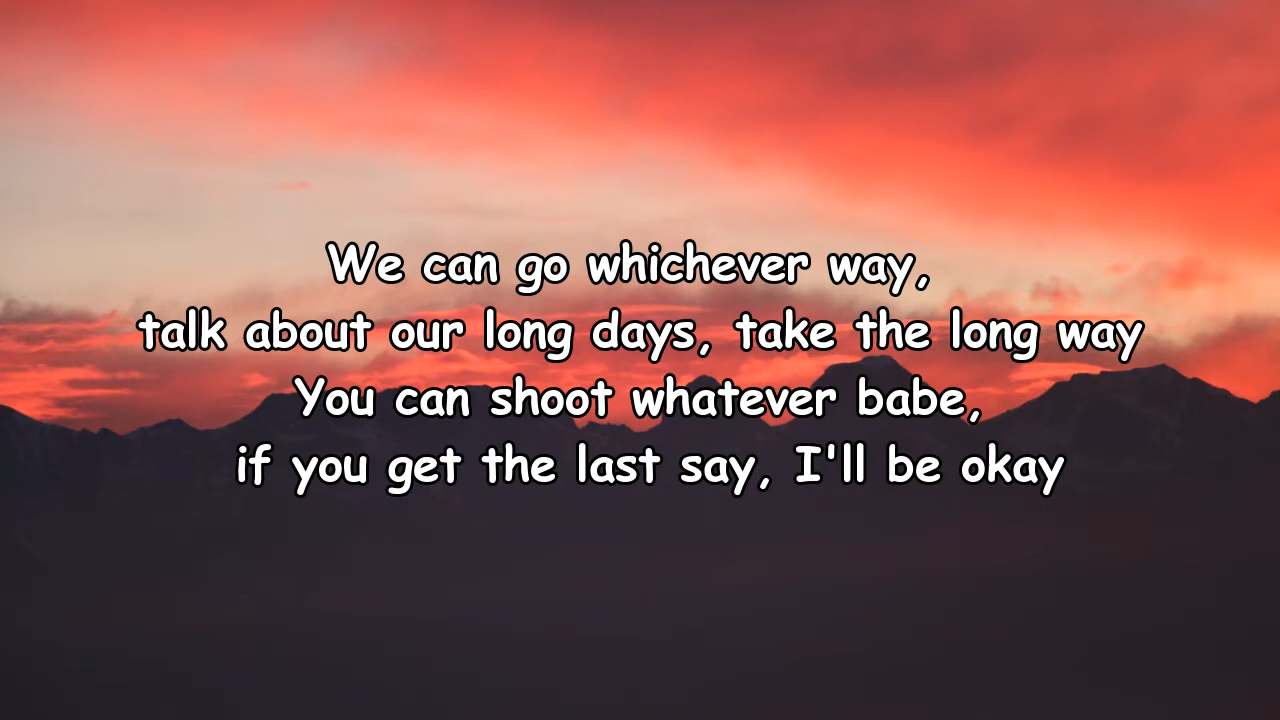 We can go whichever way,
talk about our long days, take the long way
You can shoot whatever babe,
if you get the last say, I'll be okay